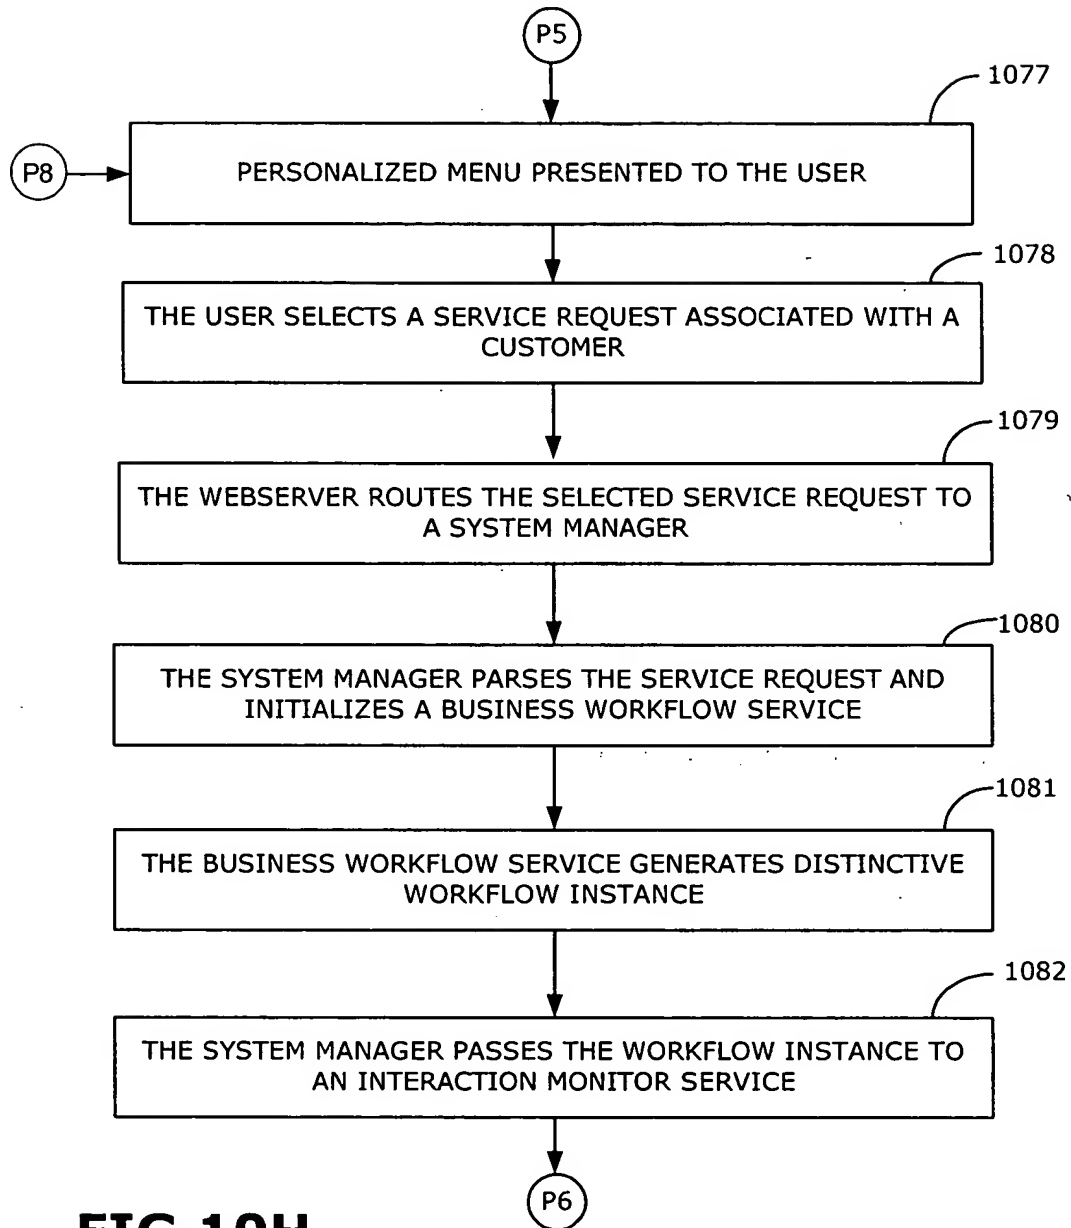 P5
1077
P8
PERSONALIZED MENU PRESENTED TO THE USER
1078
THE USER SELECTS A SERVICE REQUEST ASSOCIATED WITH A
CUSTOMER
1079
THE WEBSERVER ROUTES THE SELECTED SERVICE REQUEST TO
A SYSTEM MANAGER
1080
THE SYSTEM MANAGER PARSES THE SERVICE REQUEST AND
INITIALIZES A BUSINESS WORKFLOW SERVICE
1081
THE BUSINESS WORKFLOW SERVICE GENERATES DISTINCTIVE
WORKFLOW INSTANCE
1082
THE SYSTEM MANAGER PASSES THE WORKFLOW INSTANCE TO
AN INTERACTION MONITOR SERVICE
P6
FIG 10H